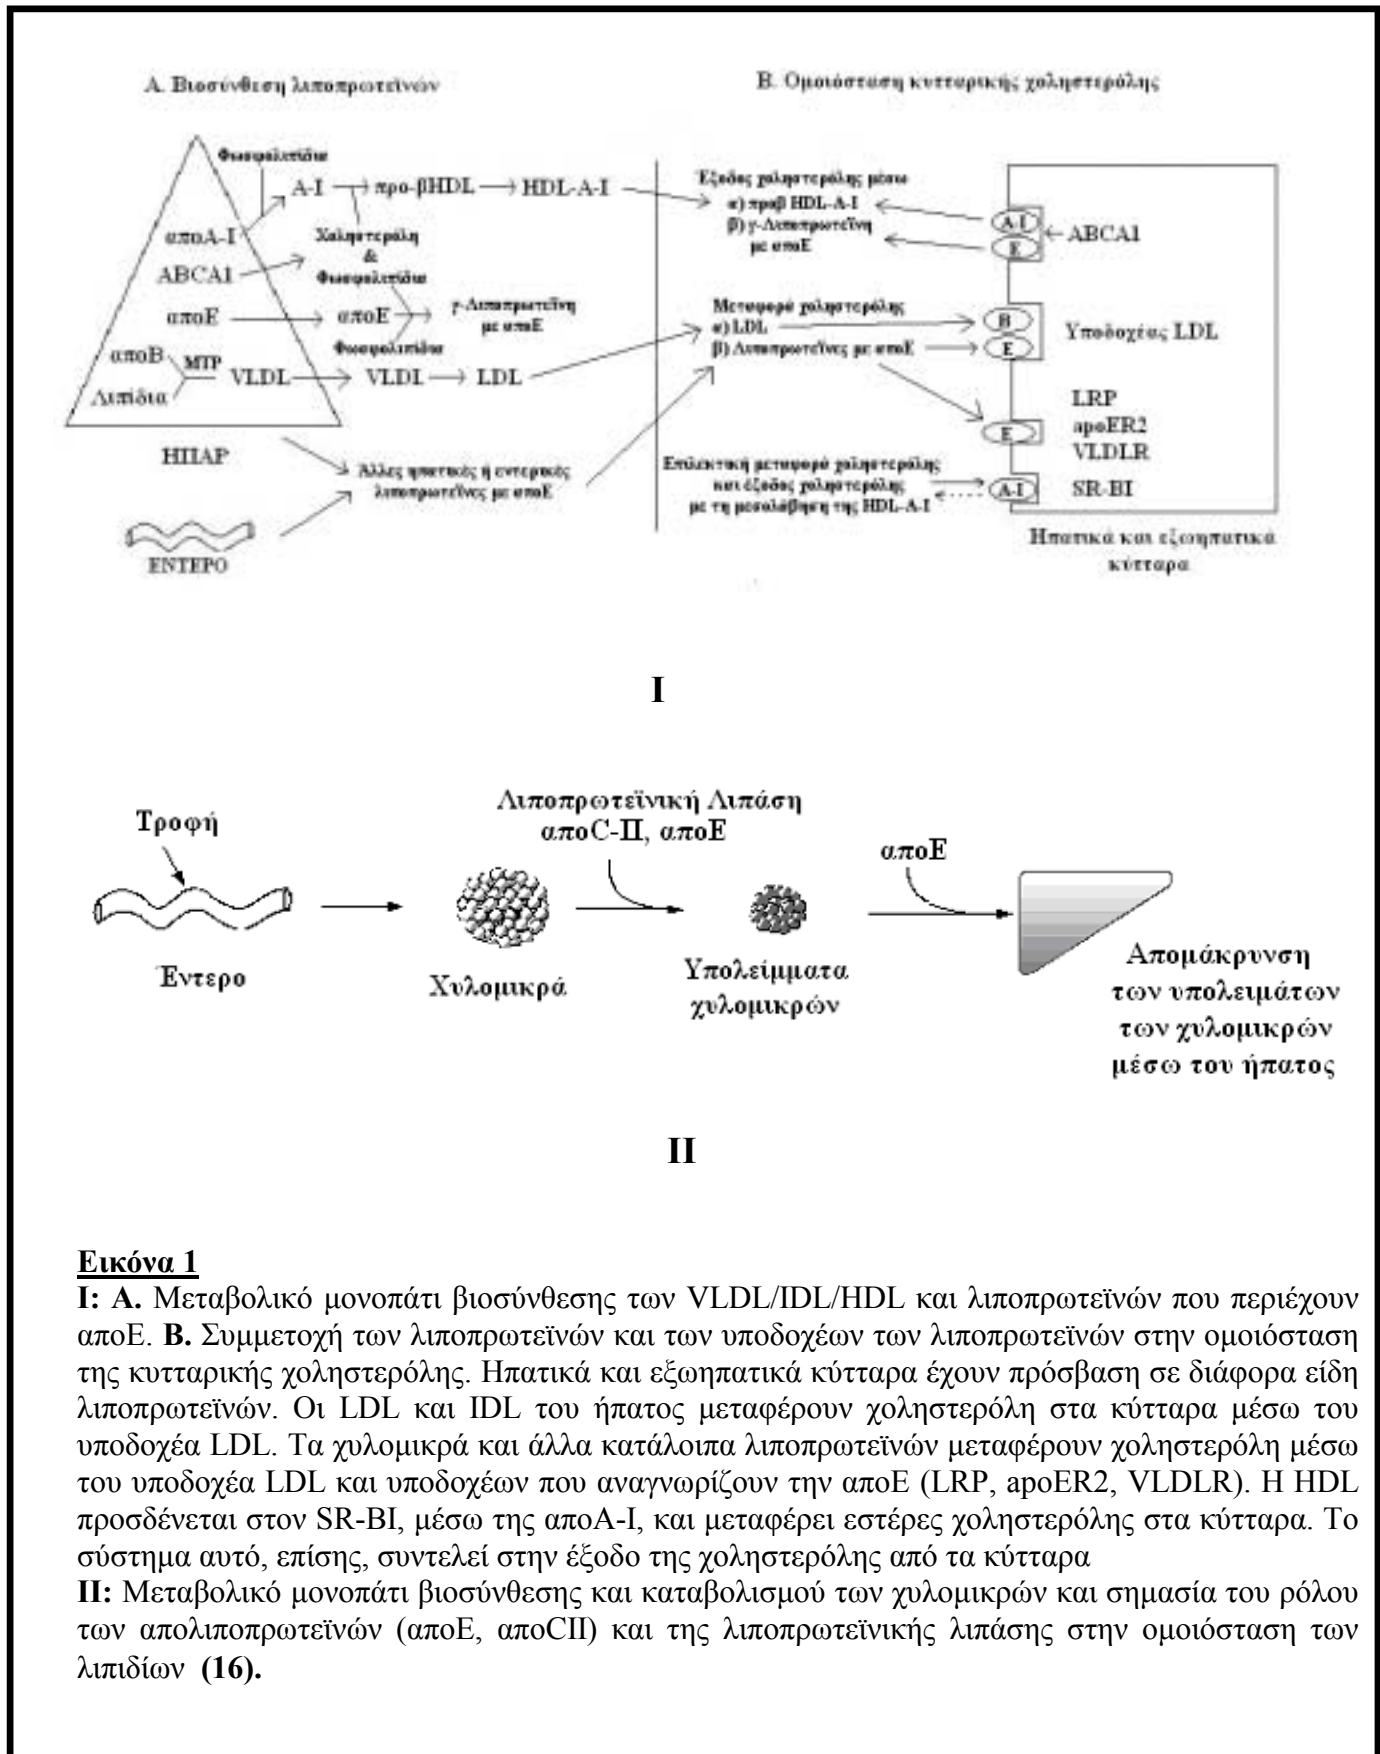 Α. Βιοσύνθεση λιποπρωτεϊνών
Β. Ομοιόσταση κυτταρικής χοληστερόλης
Φωσφολιπίδια
Α-Ι
προ-βHDL
HDL-A-I
αποA-I
Χοληστερόλη
&
Φωσφολιπίδια
ABCA1
αποE
αποE
γ-Λιποπρωτεΐνη
με αποE
Φωσφολιπίδια
αποB
MTP
VLDL
VLDL
LDL
Λιπίδια
ΗΠΑΡ
Άλλες ηπατικές ή εντερικές
λιποπρωτεΐνες με αποE
ΕΝΤΕΡΟ
Έξοδος χοληστερόλης μέσω
α) προβ HDL-A-I
β) γ-Λιποπρωτεΐνη
με αποE
A-I
E
ABCA1
Μεταφορά χοληστερόλης
α) LDL
β) Λιποπρωτεΐνες με αποE
B
E
Υποδοχέας LDL
E
LRP
apoER2
VLDLR
Επιλεκτική μεταφορά χοληστερόλης
και έξοδος χοληστερόλης
με τη μεσολάβηση της HDL-A-I
A-I
SR-BI
Ηπατικά και εξωηπατικά
κύτταρα
I
Τροφή
Έντερο
Χυλομικρά
Λιποπρωτεϊνική Λιπάση
αποC-II, αποE
Υπολείμματα
χυλομικρών
αποE
Απομάκρυνση
των υπολειμάτων
των χυλομικρών
μέσω του ήπατος
II
Εικόνα 1
I: Α. Μεταβολικό μονοπάτι βιοσύνθεσης των VLDL/IDL/HDL και λιποπρωτεϊνών που περιέχουν
αποE. Β. Συμμετοχή των λιποπρωτεϊνών και των υποδοχέων των λιποπρωτεϊνών στην ομοιόσταση
της κυτταρικής χοληστερόλης. Ηπατικά και εξωηπατικά κύτταρα έχουν πρόσβαση σε διάφορα είδη
λιποπρωτεϊνών. Οι LDL και IDL του ήπατος μεταφέρουν χοληστερόλη στα κύτταρα μέσω του
υποδοχέα LDL. Τα χυλομικρά και άλλα κατάλοιπα λιποπρωτεϊνών μεταφέρουν χοληστερόλη μέσω
του υποδοχέα LDL και υποδοχέων που αναγνωρίζουν την αποE (LRP, apoER2, VLDLR). Η HDL
προσδένεται στον SR-BI, μέσω της αποA-I, και μεταφέρει εστέρες χοληστερόλης στα κύτταρα. Το
σύστημα αυτό, επίσης, συντελεί στην έξοδο της χοληστερόλης από τα κύτταρα
II: Μεταβολικό μονοπάτι βιοσύνθεσης και καταβολισμού των χυλομικρών και σημασία του ρόλου
των απολιποπρωτεϊνών (αποE, αποCII) και της λιποπρωτεϊνικής λιπάσης στην ομοιόσταση των
λιπιδίων (16).